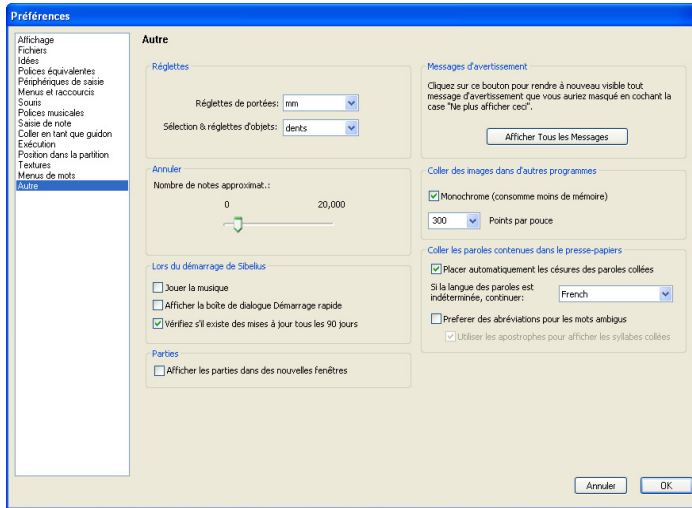 Préférences
Affichage
Fichiers
Idées
Polices équivalentes
Périphériques de saisie
Menus et raccourcis
Souris
Polices musicales
Saisie de note
Coller en tant que guidon
Exécution
Position dans la partition
Textures
Menus de mots
Autre
Autre
Réglettes
Réglettes de portées: mm
Sélection & réglettes d'objets: dents
Annuler
Nombre de notes approximat.:
0 20,000
Lors du démarrage de Sibelius
Jouer la musique
Afficher la boîte de dialogue Démarrage rapide
Vérifiez s'il existe des mises à jour tous les 90 jours
Parties
Afficher les parties dans des nouvelles fenêtres
Messages d'avertissement
Cliquez sur ce bouton pour rendre à nouveau visible tout
message d'avertissement que vous auriez masqué en cochant la
case "Ne plus afficher ceci".
Afficher Tous les Messages
Coller des images dans d'autres programmes
Monochrome (consomme moins de mémoire)
300 Points par pouce
Coller les paroles contenues dans le presse-papiers
Placer automatiquement les césures des paroles collées
Si la langue des paroles est
indéterminée, continuer: French
Preferer des abréviations pour les mots ambigus
Utiliser les apostrophes pour afficher les syllabes collées
Annuler OK